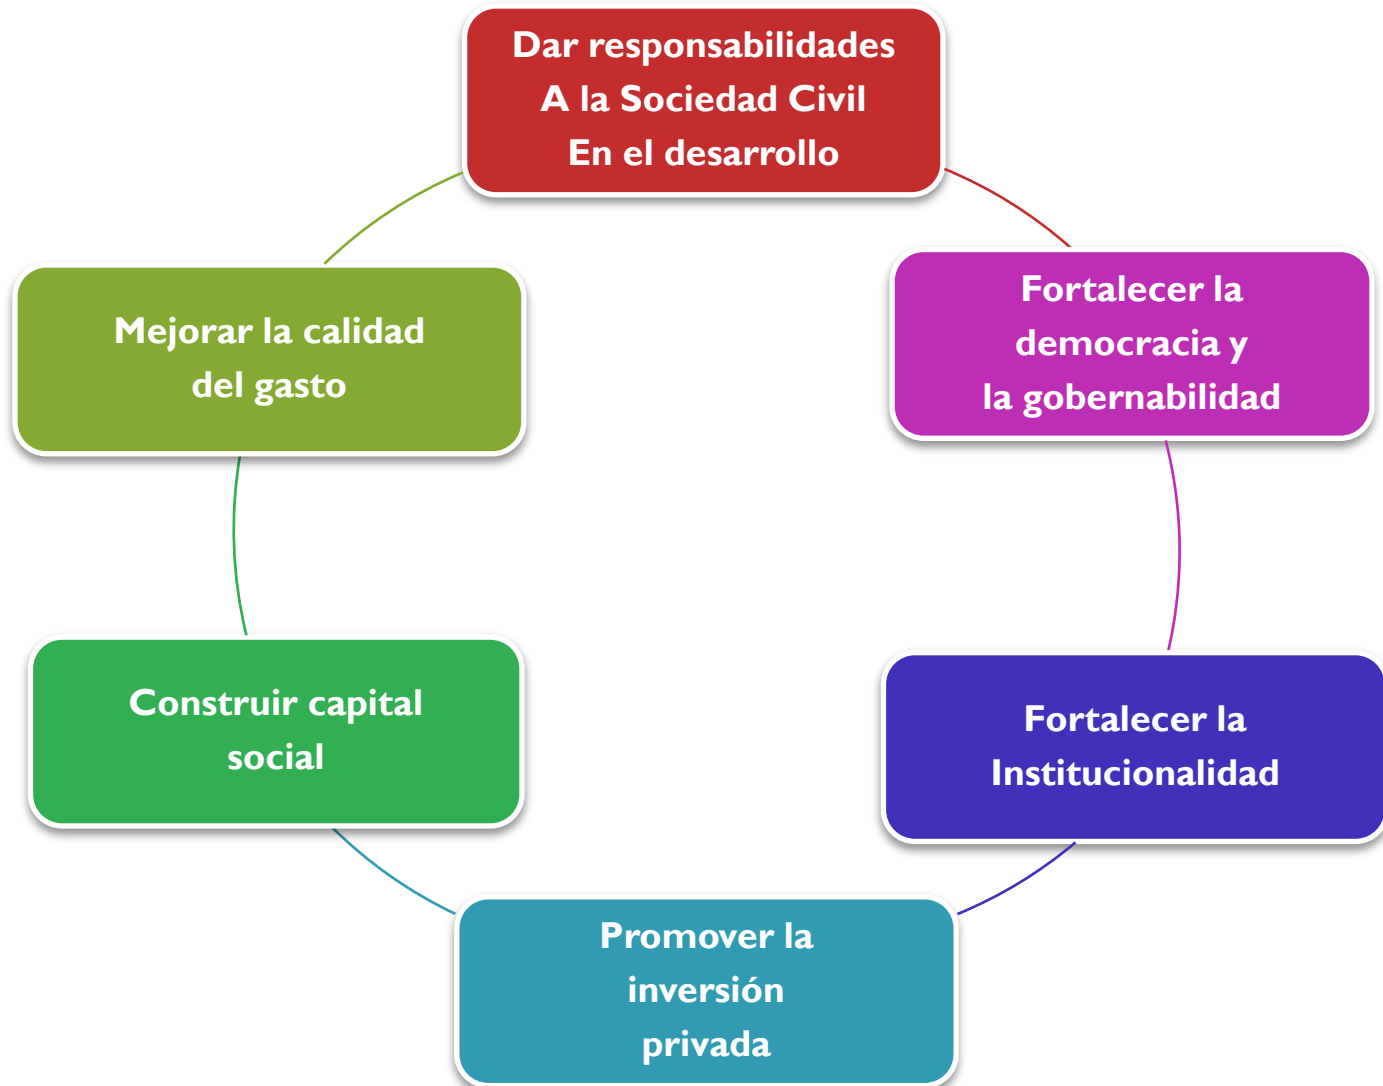 Dar responsabilidades
A la Sociedad Civil
En el desarrollo
Fortalecer la
democracia y
la gobernabilidad
Fortalecer la
Institucionalidad
Promover la
inversión
privada
Construir capital
social
Mejorar la calidad
del gasto